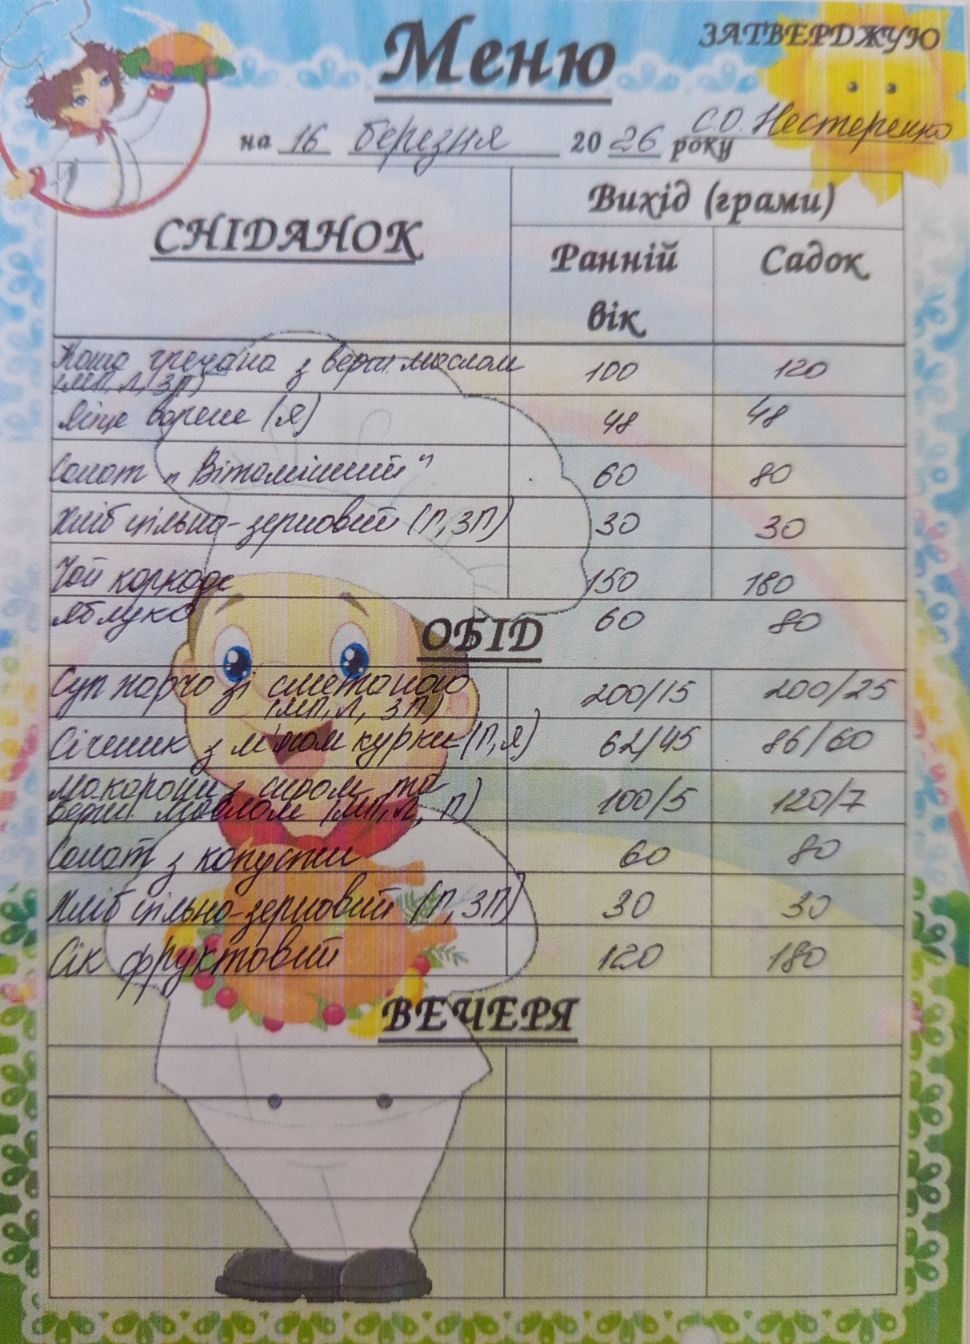 Меню
ЗАТВЕРДЖУЮ
С.О. Нестеренко
на 16 березня 2026 року
СНІДАНОК
Вихід (грами)
Ранній вік
Садок
Каша гречана з верш. маслом (МП, Л, ЗП) 100 120
Яйце варене (Я) 48 48
Салат "Вітамінний" 60 80
Хліб цільно-зерновий (П, ЗП) 30 30
Чай каркаде 150 180
Яблуко 60 80
ОБІД
Суп харчо зі сметаною (МП, Л, ЗП) 200/15 200/25
Січеник з м'ясом курки (П, Я) 62/45 86/60
Макарони з сиром та верш маслом (МП, Л, П) 100/5 120/7
Салат з капусти 60 80
Хліб цільно-зерновий (П, ЗП) 30 30
Сік фруктовий 120 180
ВЕЧЕРЯ